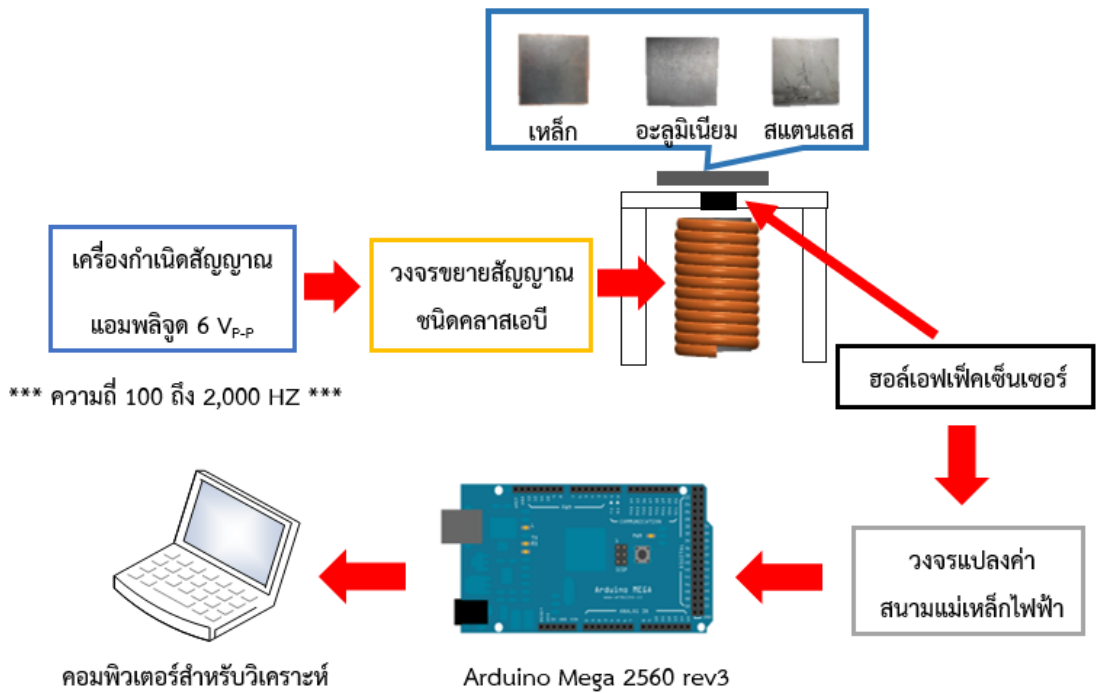 เหล็ก
อะลูมิเนียม
สแตนเลส
เครื่องกำเนิดสัญญาณ
แอมพลิจูด 6 VP-P
วงจรขยายสัญญาณ
ชนิดคลาสเอบี
*** ความถี่ 100 ถึง 2,000 HZ ***
ฮอล์เอฟเฟ็คเซ็นเซอร์
วงจรแปลงค่า
สนามแม่เหล็กไฟฟ้า
PWM
COMMUNICATION
Arduino MEGA
ANALOG IN
คอมพิวเตอร์สำหรับวิเคราะห์
Arduino Mega 2560 rev3